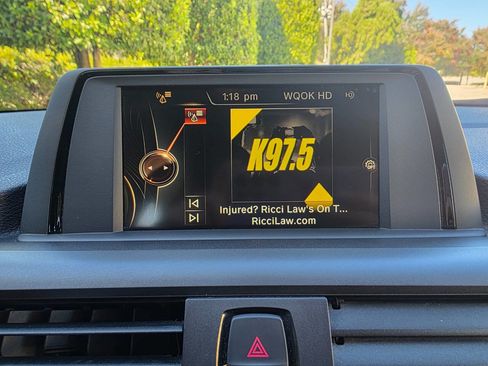 1:18 pm WQOK HD
K97.5
Injured? Ricci Law's On T...
RicciLaw.com